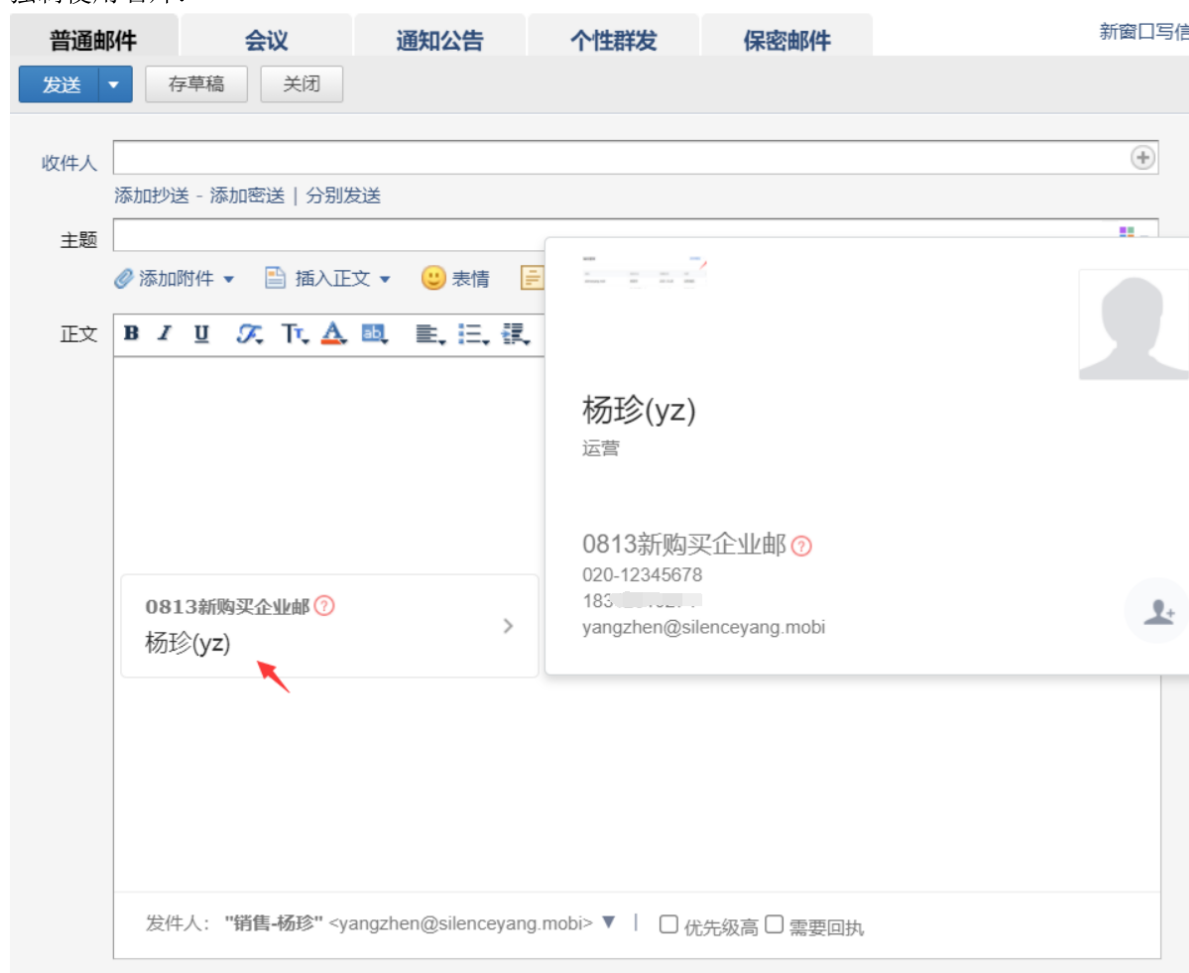 普通邮件 会议 通知公告 个性群发 保密邮件 新窗口写信
发送 存草稿 关闭
收件人
添加抄送 - 添加密送 | 分别发送
主题
添加附件 插入正文 表情
正文 B I U
杨珍(yz)
运营
0813新购买企业邮
020-12345678
183
yangzhen@silenceyang.mobi
0813新购买企业邮
杨珍(yz)
发件人： "销售-杨珍" <yangzhen@silenceyang.mobi> | 优先级高 需要回执